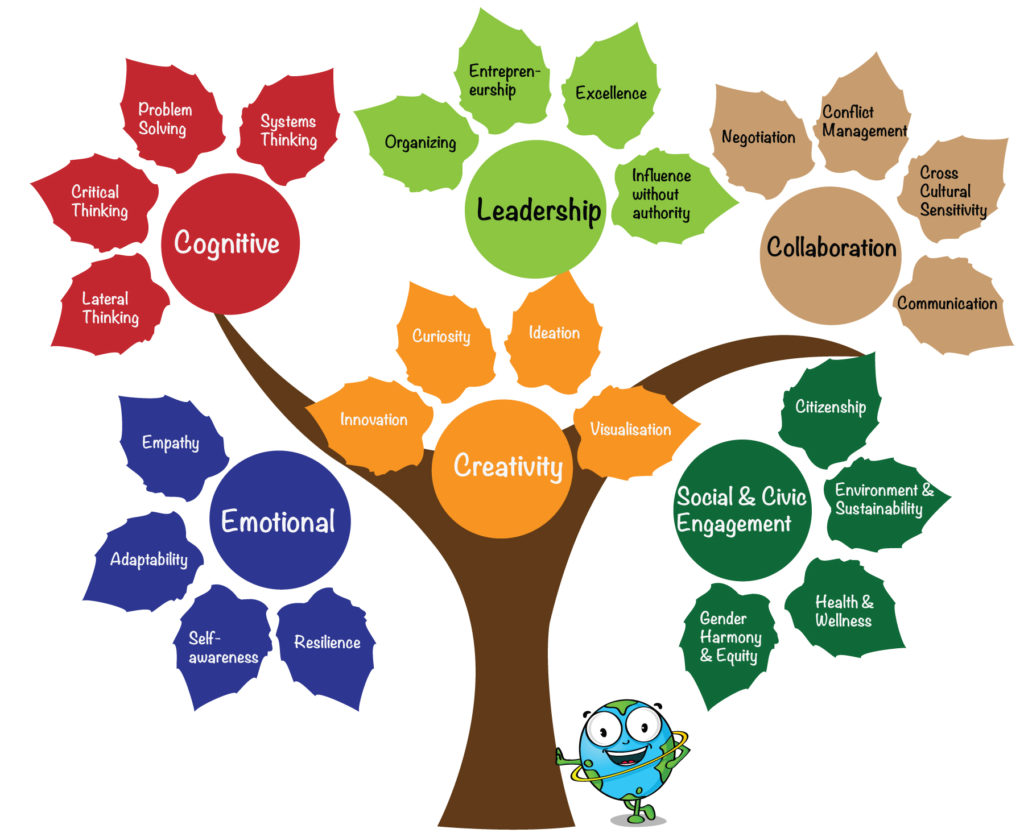 Cognitive
Problem
Solving
Systems
Thinking
Critical
Thinking
Lateral
Thinking
Leadership
Organizing
Entrepren-
eurship
Excellence
Influence
without
authority
Collaboration
Negotiation
Conflict
Management
Cross
Cultural
Sensitivity
Communication
Creativity
Innovation
Curiosity
Ideation
Visualisation
Emotional
Empathy
Adaptability
Self-
awareness
Resilience
Social & Civic
Engagement
Citizenship
Environment &
Sustainability
Health &
Wellness
Gender
Harmony
& Equity